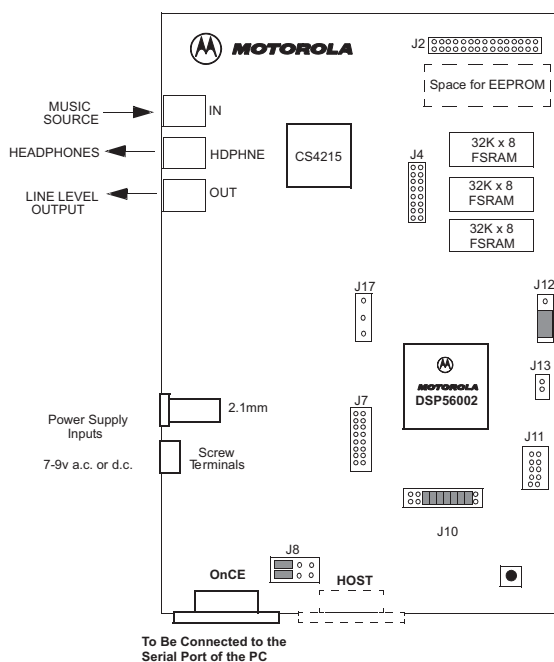 MOTOROLA
J2
Space for EEPROM
MUSIC
SOURCE
IN
HEADPHONES
HDPHNE
LINE LEVEL
OUTPUT
OUT
CS4215
J4
32K x 8
FSRAM
32K x 8
FSRAM
32K x 8
FSRAM
J17
J12
MOTOROLA
DSP56002
J13
2.1mm
Power Supply
Inputs
7-9v a.c. or d.c.
Screw
Terminals
J7
J11
J10
J8
OnCE
HOST
To Be Connected to the
Serial Port of the PC